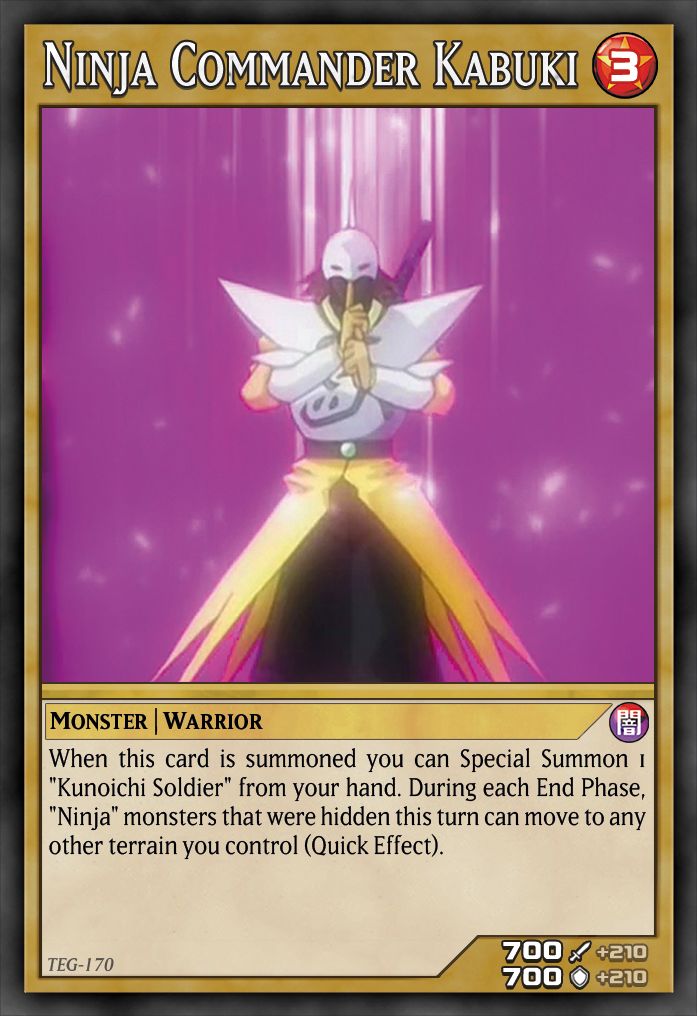 Ninja Commander Kabuki 3
Monster | Warrior 闇
When this card is summoned you can Special Summon 1
"Kunoichi Soldier" from your hand. During each End Phase,
"Ninja" monsters that were hidden this turn can move to any
other terrain you control (Quick Effect).
700 +210
TEG-170
700 +210